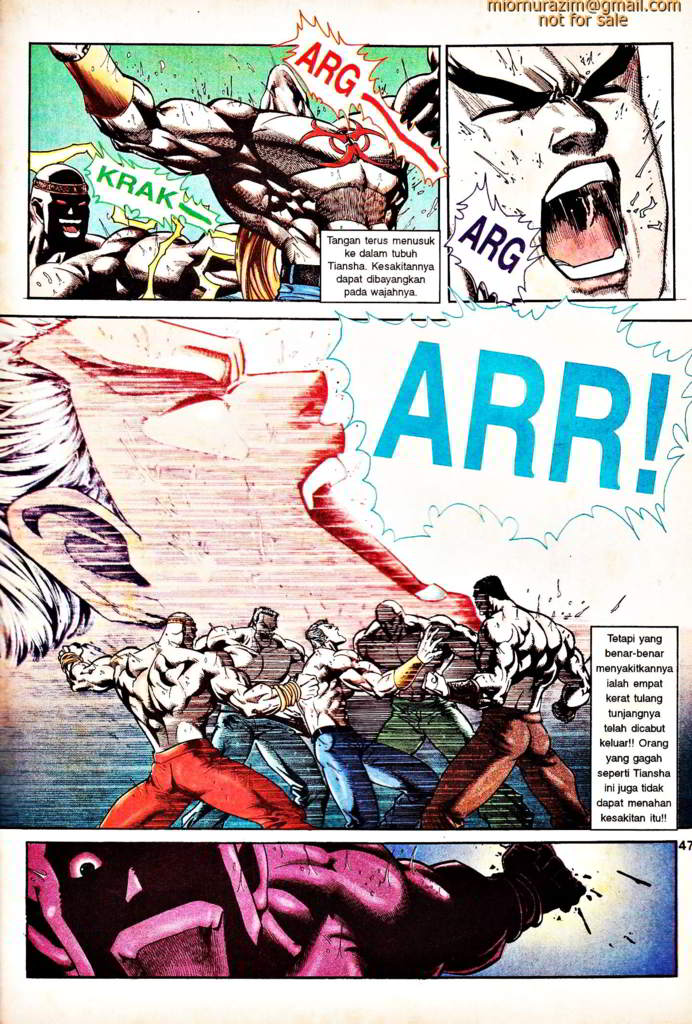 miomurazim@gmail.com
not for sale
ARG
KRAK
Tangan terus menusuk
ke dalam tubuh
Tiansha. Kesakitannya
dapat dibayangkan
pada wajahnya.
ARG
ARR!
Tetapi yang
benar-benar
menyakitkannya
ialah empat
kerat tulang
tunjangnya
telah dicabut
keluar!! Orang
yang gagah
seperti Tiansha
ini juga tidak
dapat menahan
kesakitan itu!!
47